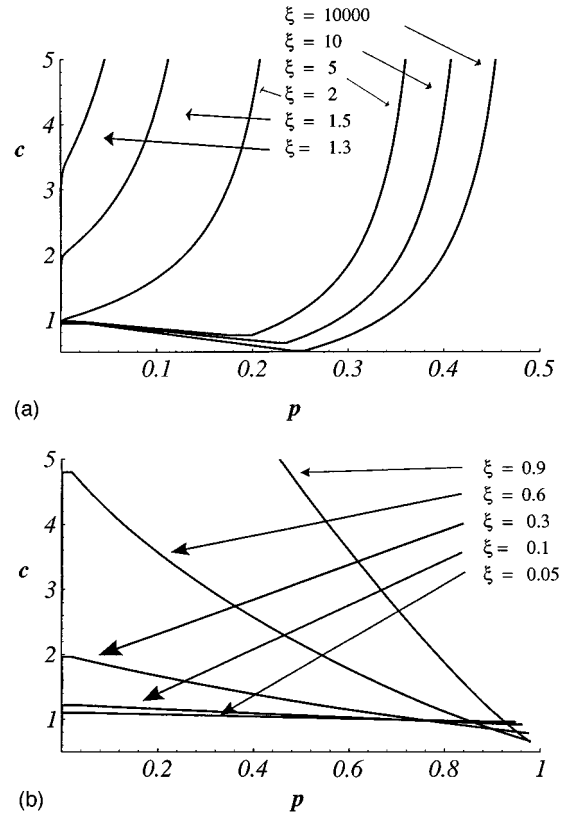 ξ = 10000
ξ = 10
ξ = 5
ξ = 2
ξ = 1.5
ξ = 1.3
5
4
c
3
2
1
0.1 0.2 0.3 0.4 0.5
(a) p
5
4
c
3
2
1
ξ = 0.9
ξ = 0.6
ξ = 0.3
ξ = 0.1
ξ = 0.05
0.2 0.4 0.6 0.8 1
(b) p